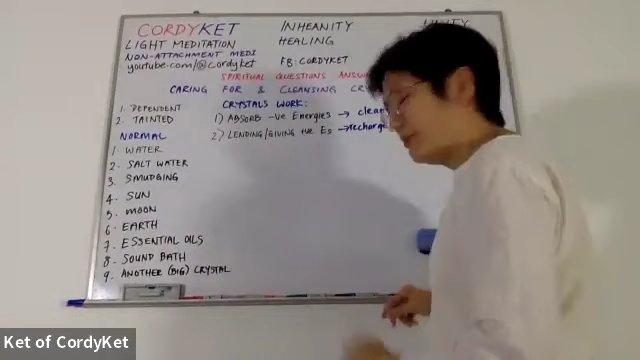 CORDYKET INHEANITY UNITY
LIGHT MEDITATION HEALING
NON-ATTACHMENT MEDI
youtube.com/@cordyket FB: CORDYKET
SPIRITUAL QUESTIONS ANSW
CARING FOR & CLEANSING CR
1. DEPENDENT
2. TAINTED
CRYSTALS WORK:
1) ABSORB -ve Energies → clean
2) LENDING/GIVING +ve Es → recharge
NORMAL
1 WATER
2. SALT WATER
3. SMUDGING
4. SUN
5. MOON
6 EARTH
7. ESSENTIAL OILS
8. SOUND BATH
9. ANOTHER (BIG) CRYSTAL
Ket of CordyKet